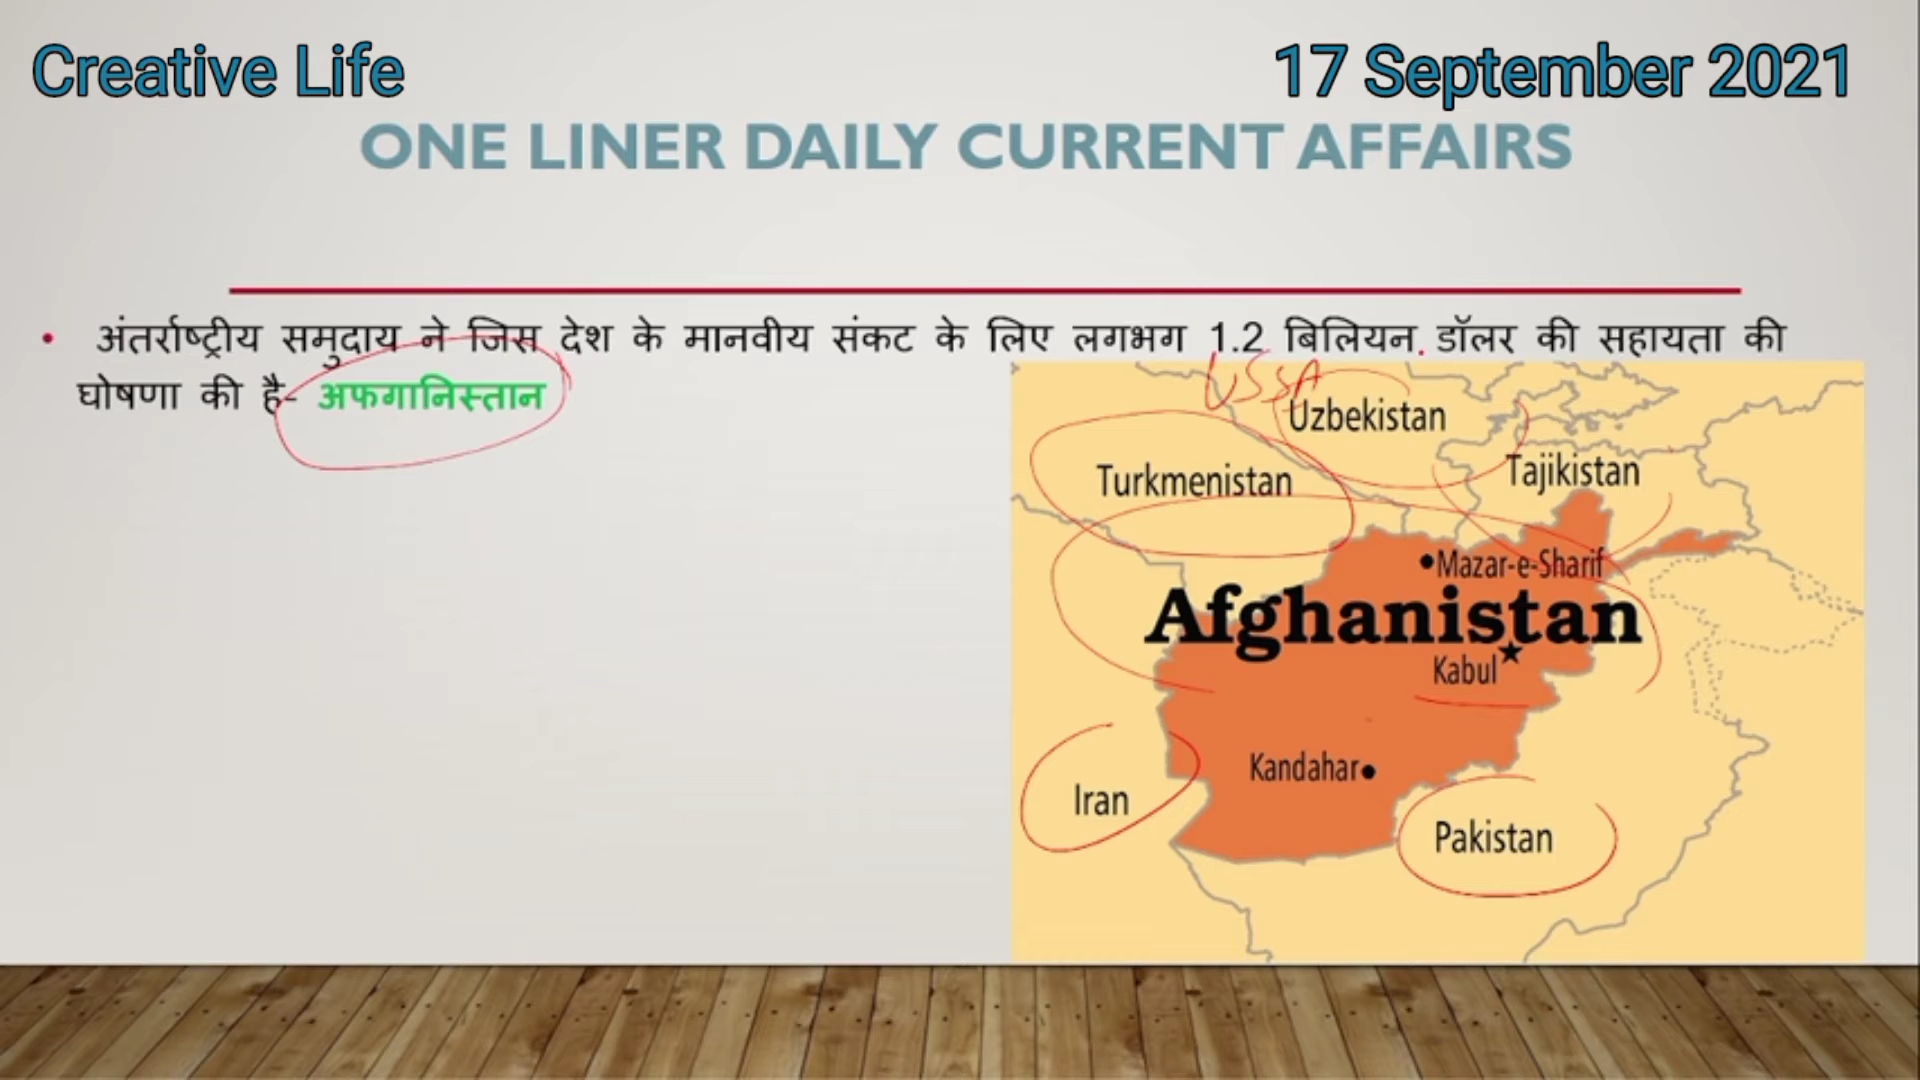 Creative Life
17 September 2021
ONE LINER DAILY CURRENT AFFAIRS
• अंतर्राष्ट्रीय समुदाय ने जिस देश के मानवीय संकट के लिए लगभग 1.2 बिलियन डॉलर की सहायता की
घोषणा की है- अफगानिस्तान
USSA
Uzbekistan
Tajikistan
Turkmenistan
Mazar-e-Sharif
Afghanistan
Kabul
Kandahar
Iran
Pakistan